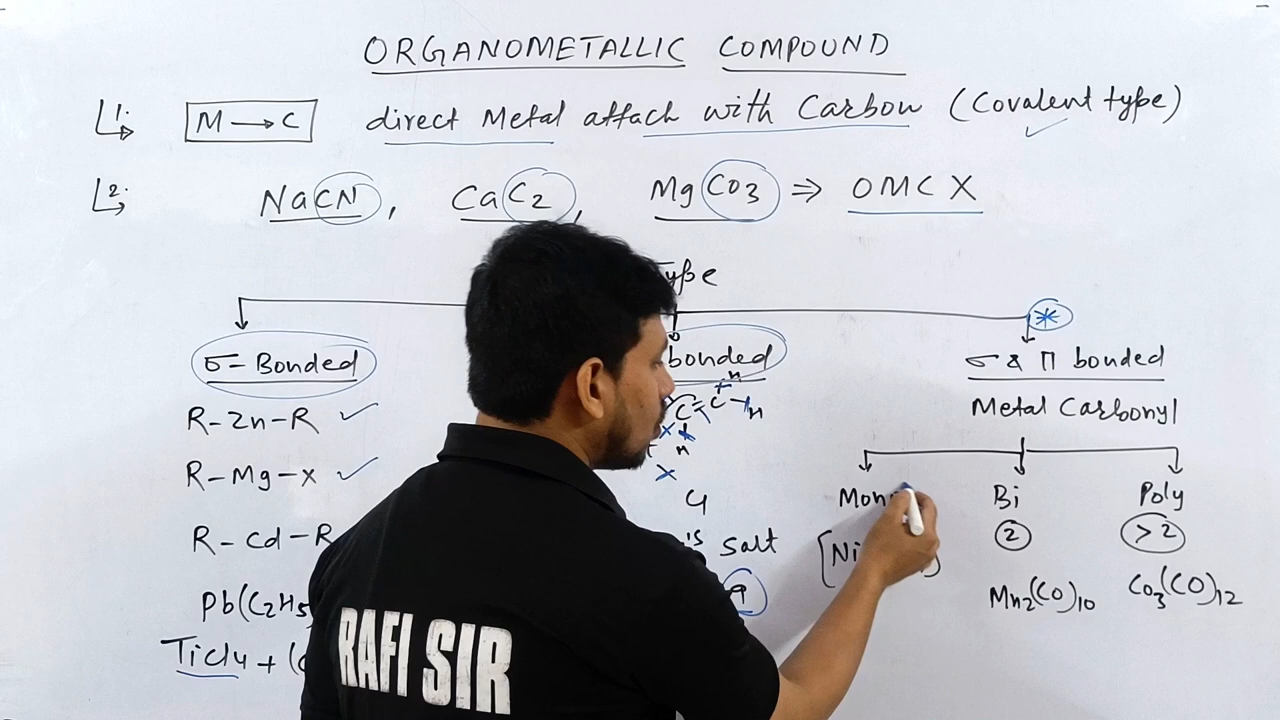 ORGANOMETALLIC COMPOUND
1. M → C direct Metal attach with Carbon (Covalent type)
2. NaCN, CaC2, MgCO3 ⇒ OMC X
Type
σ - Bonded
bonded
σ & Π bonded
Metal Carbonyl
R - Zn - R ✓
R - Mg - X ✓
R - Cd - R
Pb(C2H5
TiCl4 +
C = C
H
H
H
Salt
Mon
Bi
Poly
2
> 2
[Ni
Mn2(CO)10
Co3(CO)12
RAFI SIR